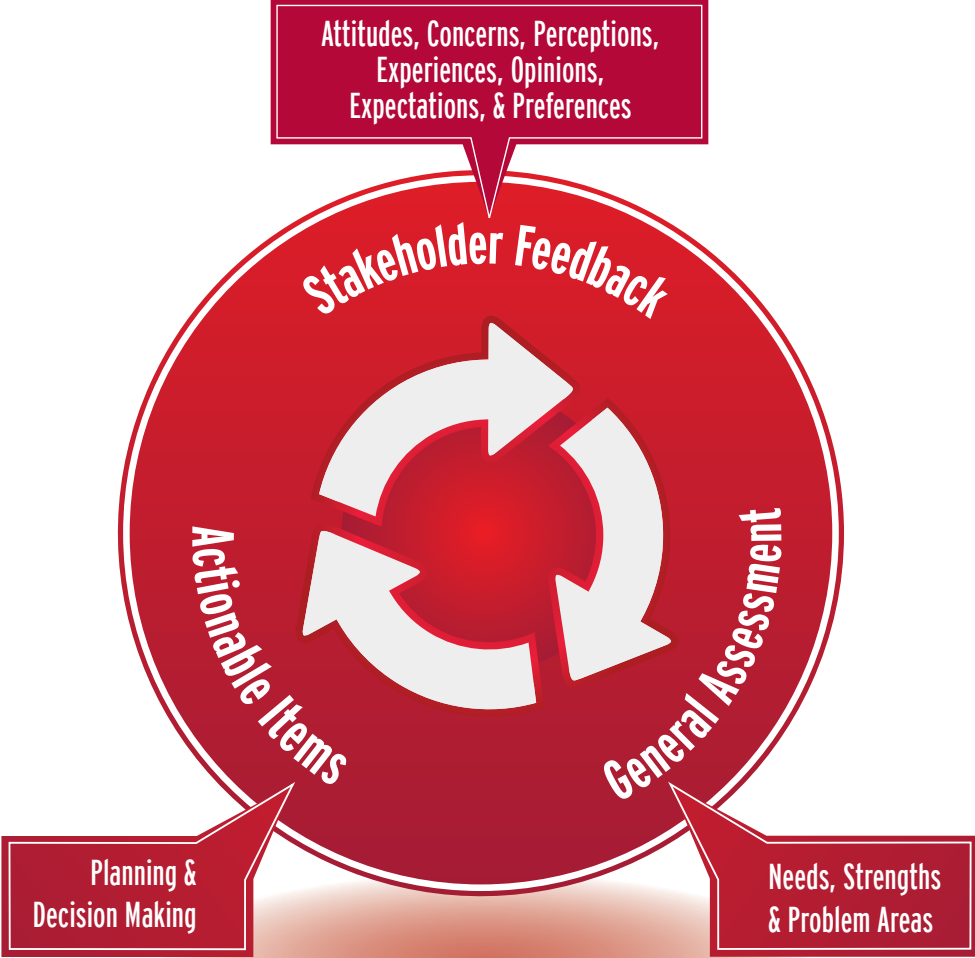 Attitudes, Concerns, Perceptions,
Experiences, Opinions,
Expectations, & Preferences
Stakeholder Feedback
General Assessment
Actionable Items
Needs, Strengths
& Problem Areas
Planning &
Decision Making